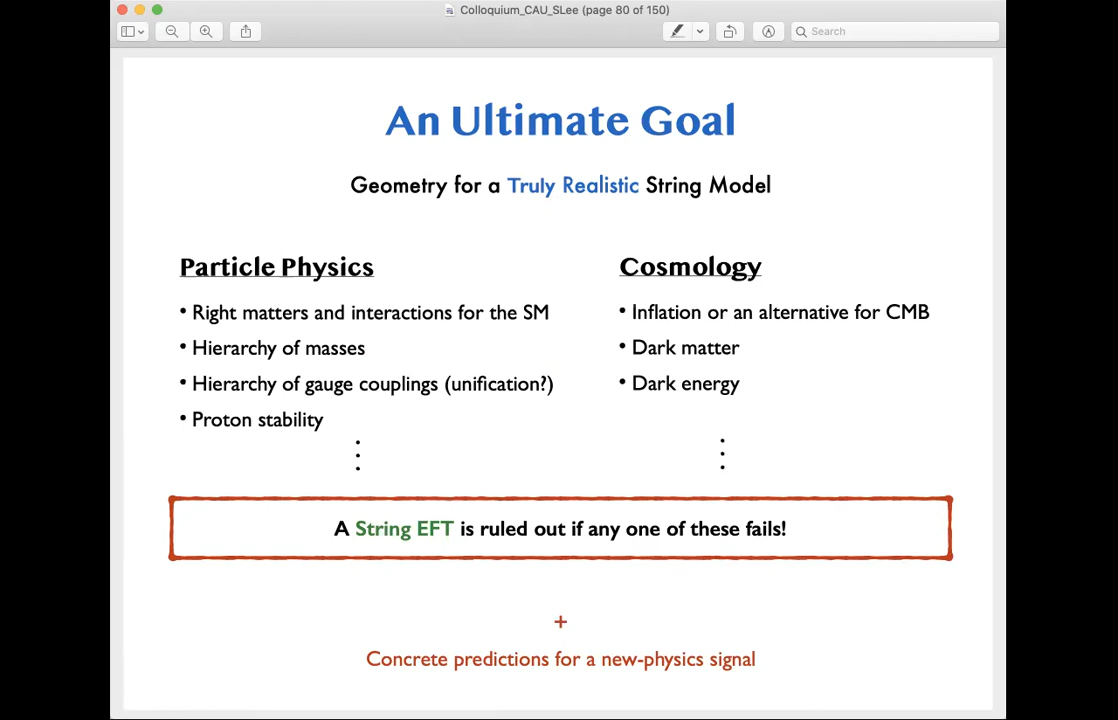 Colloquium_CAU_SLee (page 80 of 150)
Search
An Ultimate Goal
Geometry for a Truly Realistic String Model
Particle Physics
• Right matters and interactions for the SM
• Hierarchy of masses
• Hierarchy of gauge couplings (unification?)
• Proton stability
Cosmology
• Inflation or an alternative for CMB
• Dark matter
• Dark energy
A String EFT is ruled out if any one of these fails!
+
Concrete predictions for a new-physics signal